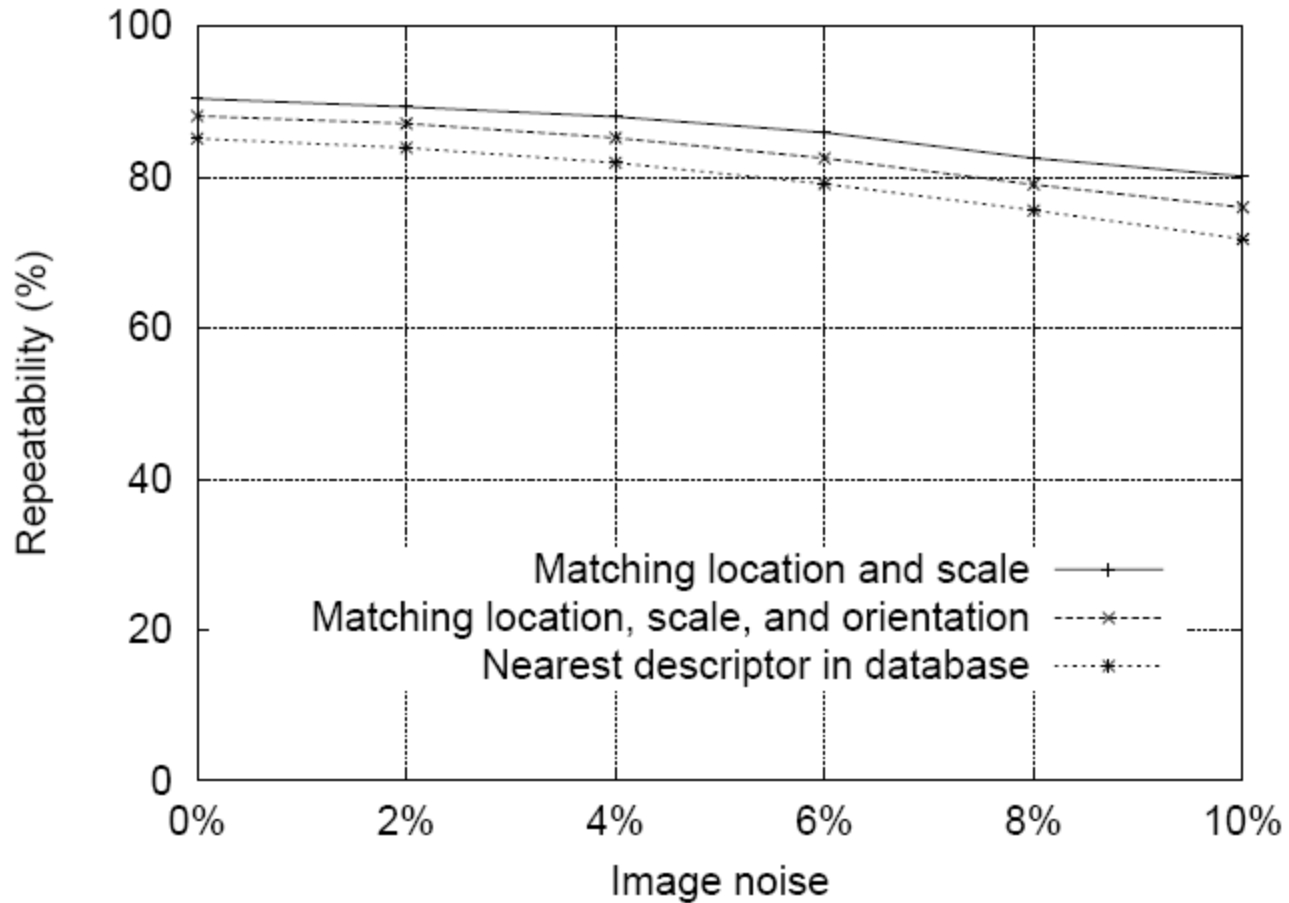 100
80
60
40
20
0
Repeatability (%)
Matching location and scale
Matching location, scale, and orientation
Nearest descriptor in database
0% 2% 4% 6% 8% 10%
Image noise